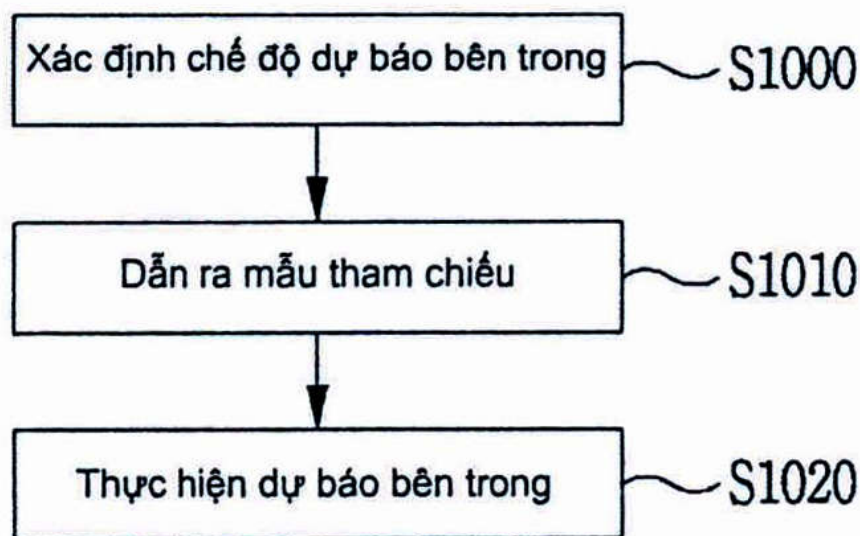 Xác định chế độ dự báo bên trong S1000
Dẫn ra mẫu tham chiếu S1010
Thực hiện dự báo bên trong S1020